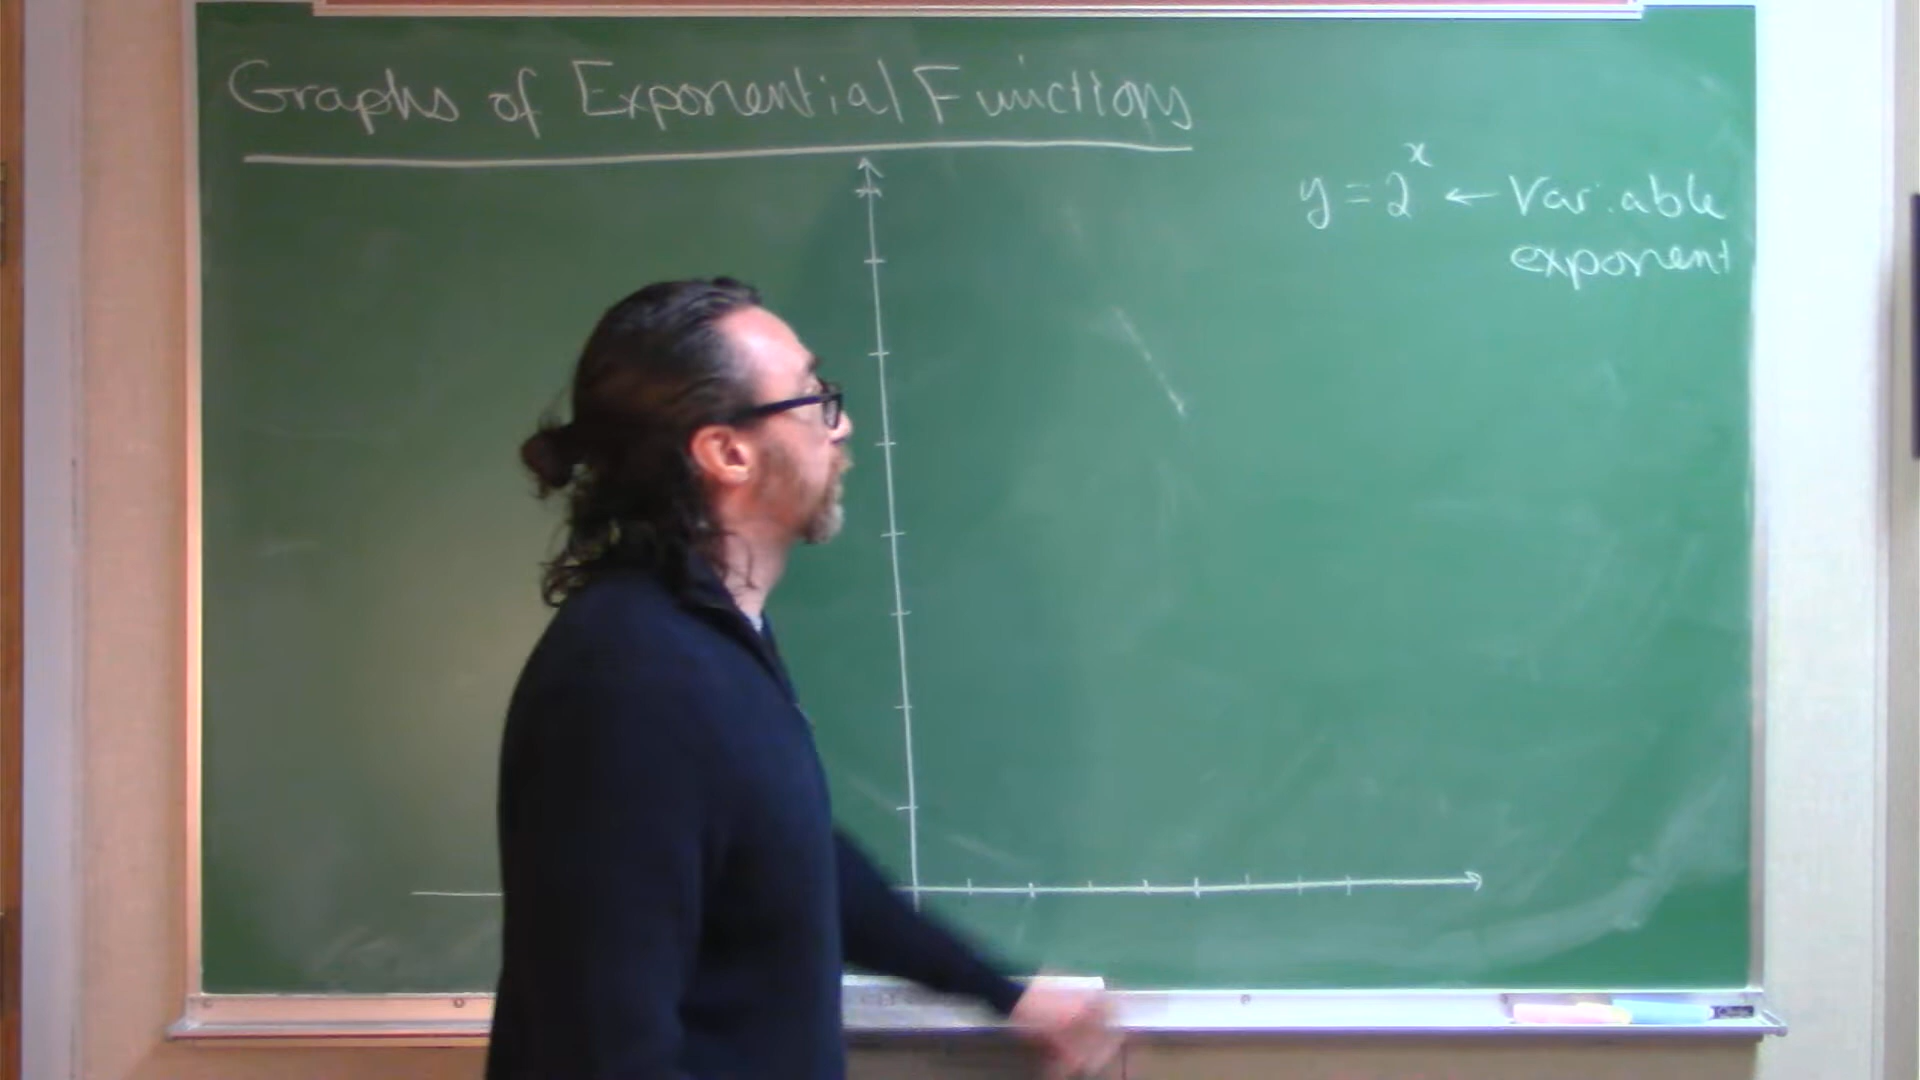 Graphs of Exponential Functions
y = 2^x ← Variable
exponent